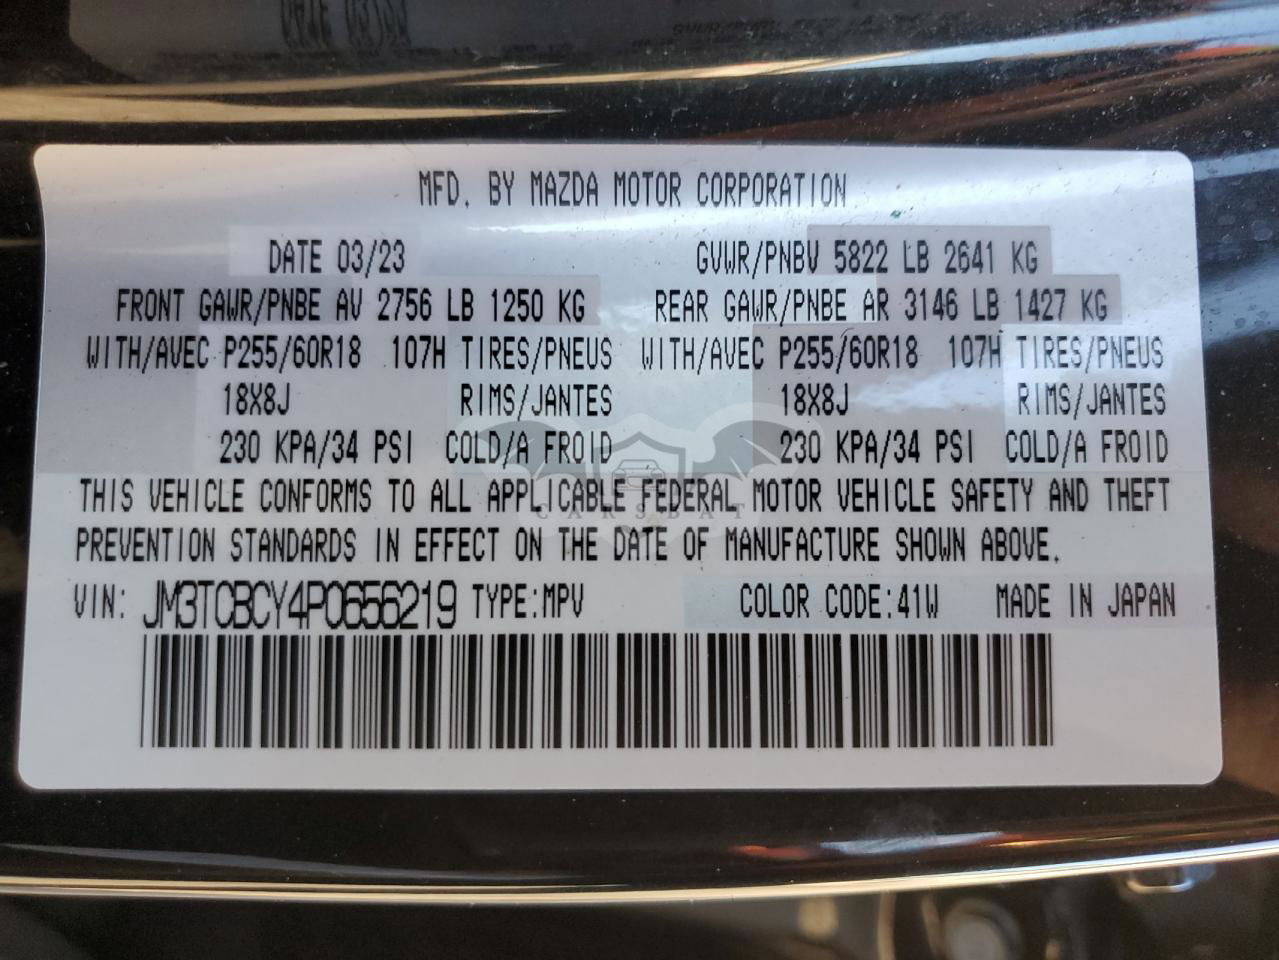 DATE 03/23
MFD. BY MAZDA MOTOR CORPORATION
DATE 03/23 GVWR/PNBV 5822 LB 2641 KG
FRONT GAWR/PNBE AV 2756 LB 1250 KG REAR GAWR/PNBE AR 3146 LB 1427 KG
WITH/AVEC P255/60R18 107H TIRES/PNEUS WITH/AVEC P255/60R18 107H TIRES/PNEUS
18X8J RIMS/JANTES 18X8J RIMS/JANTES
230 KPA/34 PSI COLD/A FROID 230 KPA/34 PSI COLD/A FROID
THIS VEHICLE CONFORMS TO ALL APPLICABLE FEDERAL MOTOR VEHICLE SAFETY AND THEFT
CARSBAT
PREVENTION STANDARDS IN EFFECT ON THE DATE OF MANUFACTURE SHOWN ABOVE.
VIN: JM3TCBCY4P0656219 TYPE:MPV COLOR CODE:41W MADE IN JAPAN